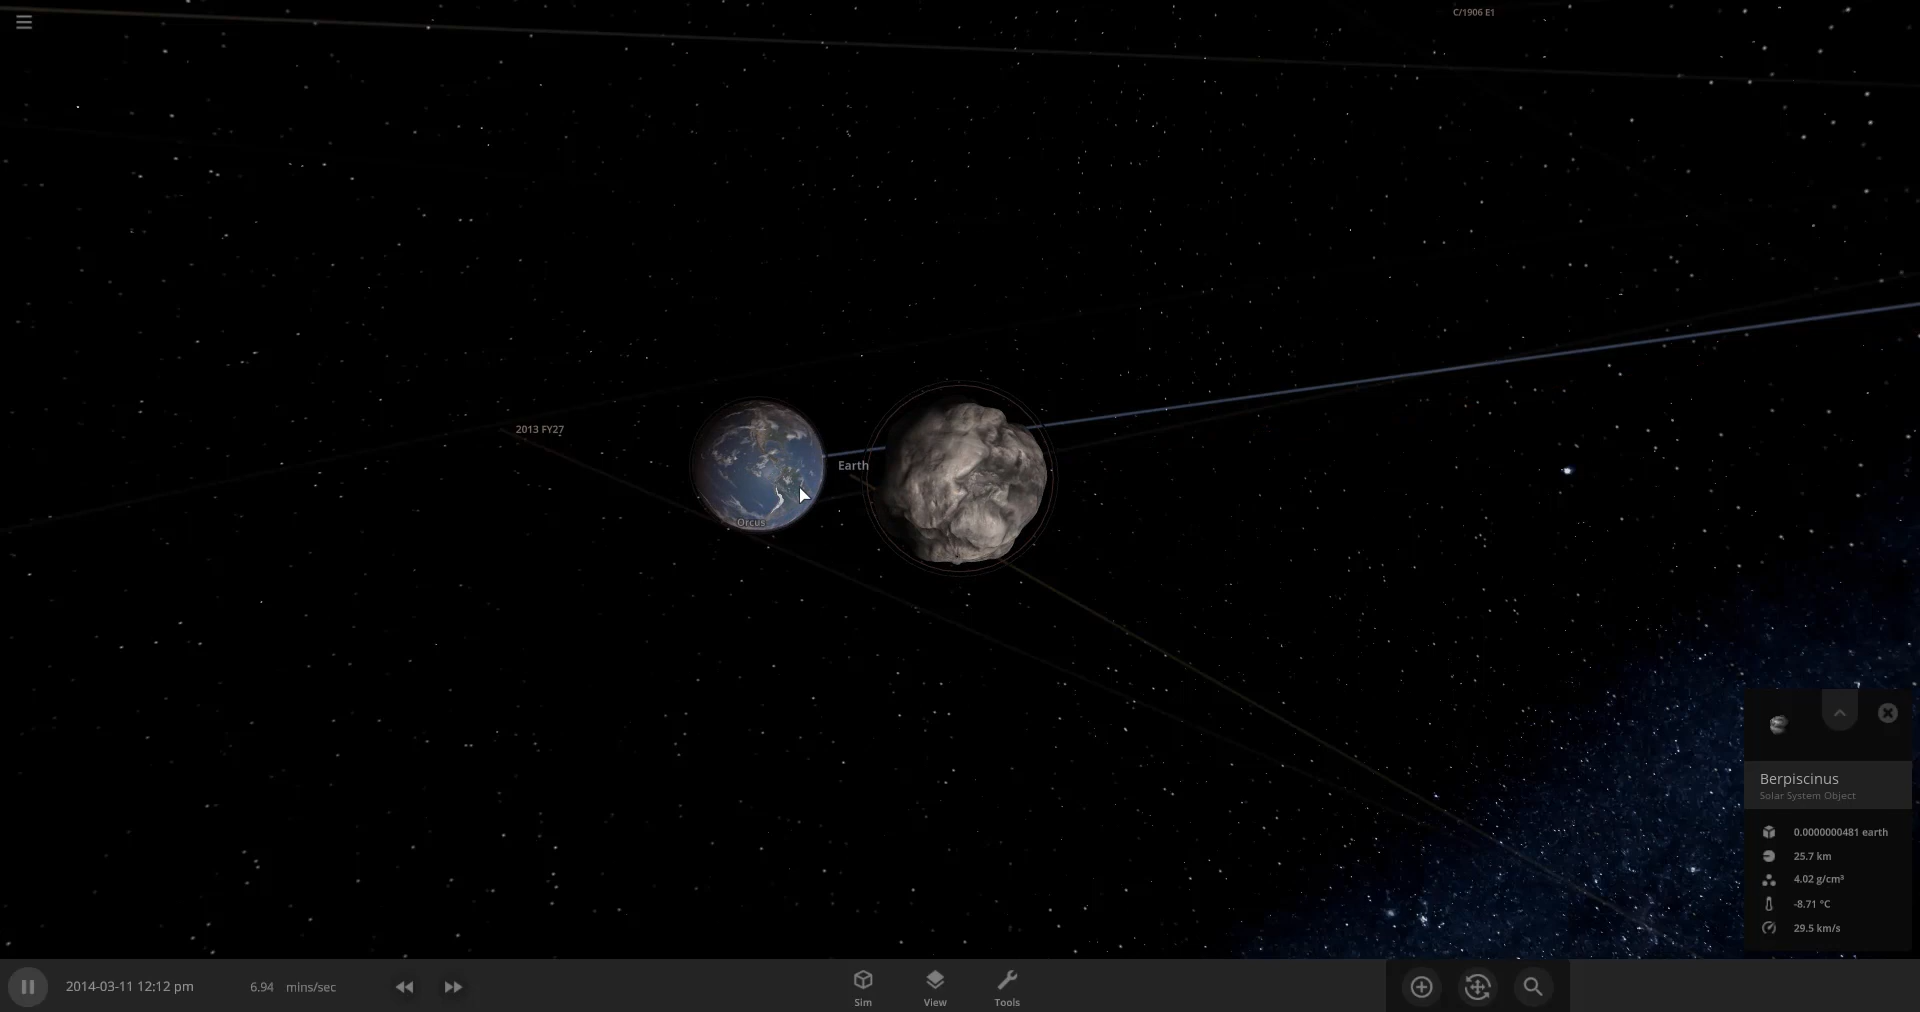 C/1906 E1
2013 FY27
Earth
Orcus
Berpiscinus
Solar System Object
0.0000000481 earth
25.7 km
4.02 g/cm³
-8.71 °C
29.5 km/s
2014-03-11 12:12 pm
6.94 mins/sec
Sim
View
Tools